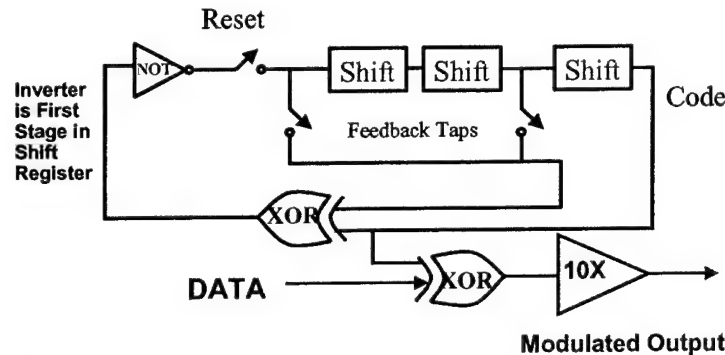 Reset
NOT
Shift
Shift
Shift
Code
Inverter
is First
Stage in
Shift
Register
Feedback Taps
XOR
XOR
10X
DATA
Modulated Output